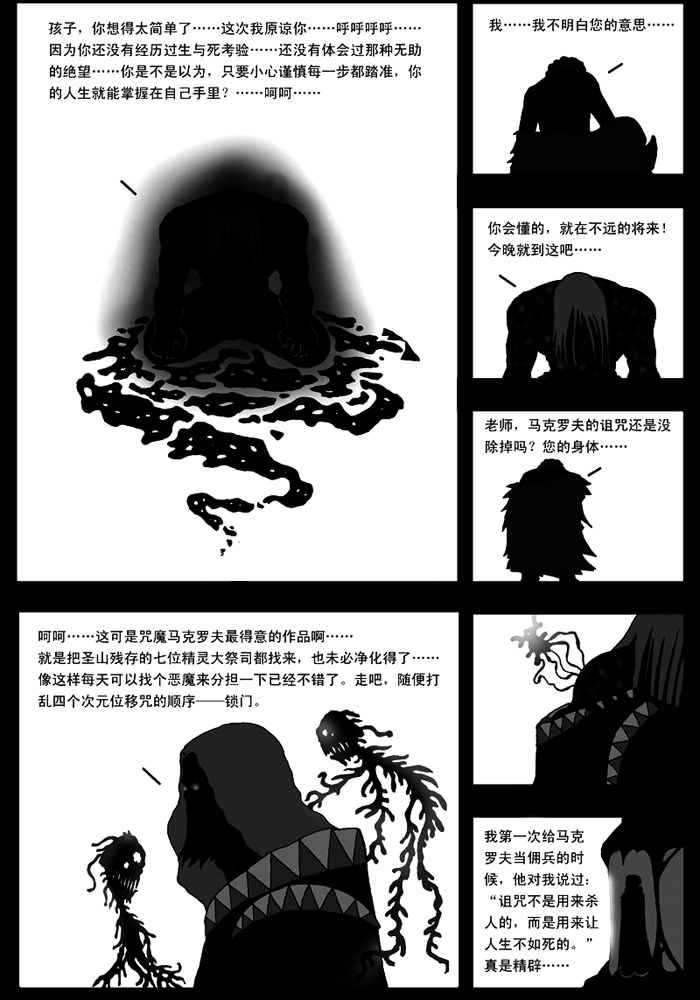 孩子，你想得太简单了……这次我原谅你……呼呼呼呼……
因为你还没有经历过生与死考验……还没有体会过那种无助
的绝望……你是不是以为，只要小心谨慎每一步都踏准，你
的人生就能掌握在自己手里？……呵呵……
我……我不明白您的意思……
你会懂的，就在不远的将来！
今晚就到这吧……
老师，马克罗夫的诅咒还是没
除掉吗？您的身体……
呵呵……这可是咒魔马克罗夫最得意的作品啊……
就是把圣山残存的七位精灵大祭司都找来，也未必净化得了……
像这样每天可以找个恶魔来分担一下已经不错了。走吧，随便打
乱四个次元位移咒的顺序——锁门。
我第一次给马克
罗夫当佣兵的时
候，他对我说过：
“诅咒不是用来杀
人的，而是用来让
人生不如死的。”
真是精辟……